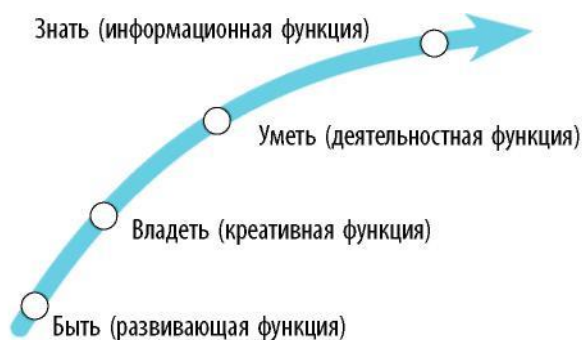 Знать (информационная функция)
Уметь (деятельностная функция)
Владеть (креативная функция)
Быть (развивающая функция)